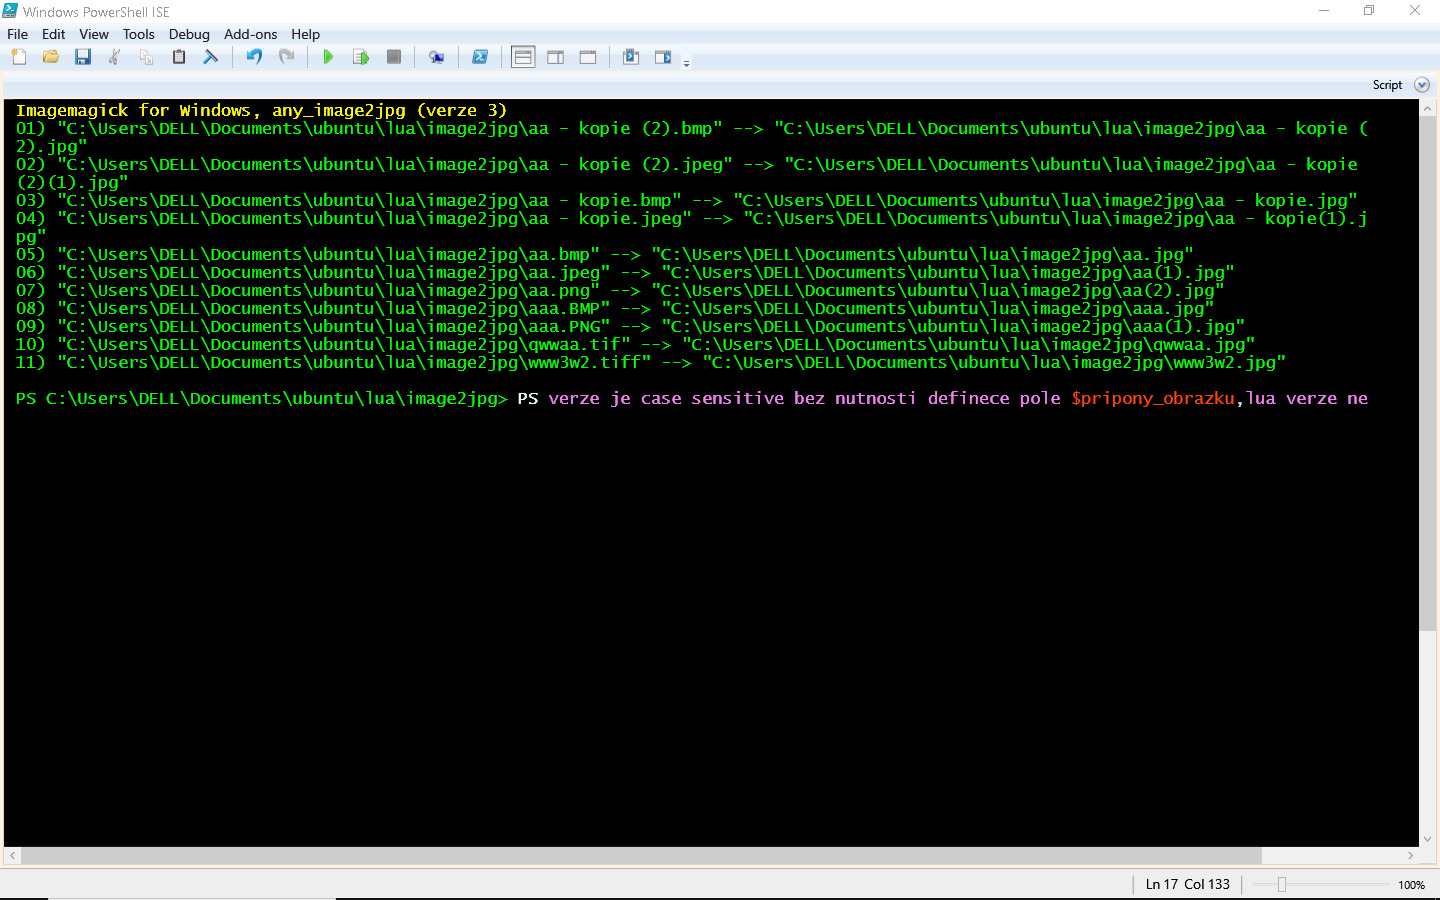 Windows PowerShell ISE
File Edit View Tools Debug Add-ons Help
Script
Imagemagick for Windows, any_image2jpg (verze 3)
01) "C:\Users\DELL\Documents\ubuntu\lua\image2jpg\aa - kopie (2).bmp" --> "C:\Users\DELL\Documents\ubuntu\lua\image2jpg\aa - kopie (
2).jpg"
02) "C:\Users\DELL\Documents\ubuntu\lua\image2jpg\aa - kopie (2).jpeg" --> "C:\Users\DELL\Documents\ubuntu\lua\image2jpg\aa - kopie
(2)(1).jpg"
03) "C:\Users\DELL\Documents\ubuntu\lua\image2jpg\aa - kopie.bmp" --> "C:\Users\DELL\Documents\ubuntu\lua\image2jpg\aa - kopie.jpg"
04) "C:\Users\DELL\Documents\ubuntu\lua\image2jpg\aa - kopie.jpeg" --> "C:\Users\DELL\Documents\ubuntu\lua\image2jpg\aa - kopie(1).j
pg"
05) "C:\Users\DELL\Documents\ubuntu\lua\image2jpg\aa.bmp" --> "C:\Users\DELL\Documents\ubuntu\lua\image2jpg\aa.jpg"
06) "C:\Users\DELL\Documents\ubuntu\lua\image2jpg\aa.jpeg" --> "C:\Users\DELL\Documents\ubuntu\lua\image2jpg\aa(1).jpg"
07) "C:\Users\DELL\Documents\ubuntu\lua\image2jpg\aa.png" --> "C:\Users\DELL\Documents\ubuntu\lua\image2jpg\aa(2).jpg"
08) "C:\Users\DELL\Documents\ubuntu\lua\image2jpg\aaa.BMP" --> "C:\Users\DELL\Documents\ubuntu\lua\image2jpg\aaa.jpg"
09) "C:\Users\DELL\Documents\ubuntu\lua\image2jpg\aaa.PNG" --> "C:\Users\DELL\Documents\ubuntu\lua\image2jpg\aaa(1).jpg"
10) "C:\Users\DELL\Documents\ubuntu\lua\image2jpg\qwwaa.tif" --> "C:\Users\DELL\Documents\ubuntu\lua\image2jpg\qwwaa.jpg"
11) "C:\Users\DELL\Documents\ubuntu\lua\image2jpg\www3w2.tiff" --> "C:\Users\DELL\Documents\ubuntu\lua\image2jpg\www3w2.jpg"
PS C:\Users\DELL\Documents\ubuntu\lua\image2jpg> PS verze je case sensitive bez nutnosti definece pole $pripony_obrazku,lua verze ne
Ln 17 Col 133
100%